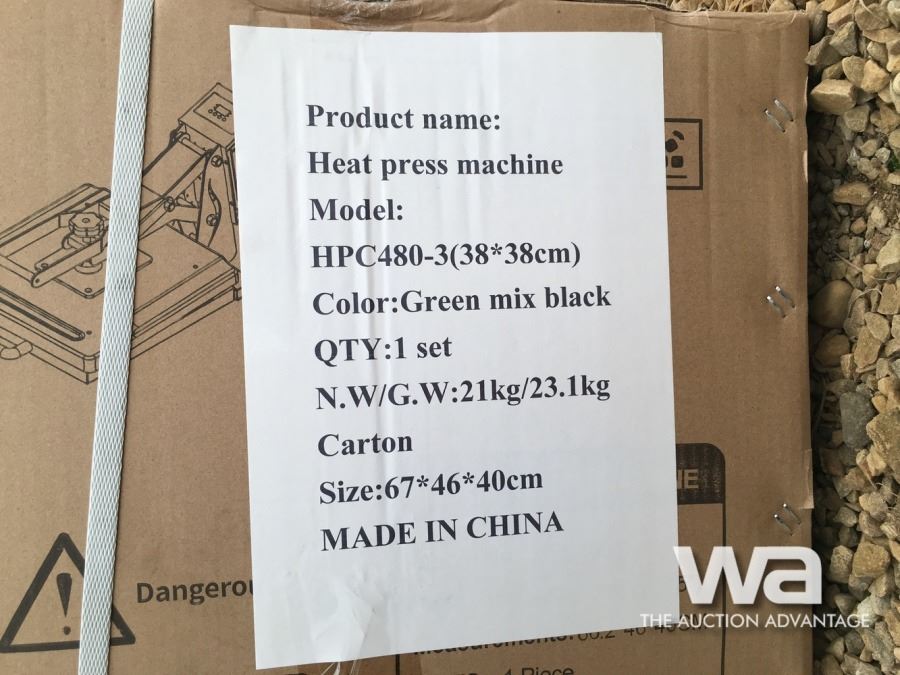 Product name:
Heat press machine
Model:
HPC480-3(38*38cm)
Color:Green mix black
QTY:1 set
N.W/G.W:21kg/23.1kg
Carton
Size:67*46*40cm
MADE IN CHINA
wa
THE AUCTION ADVANTAGE